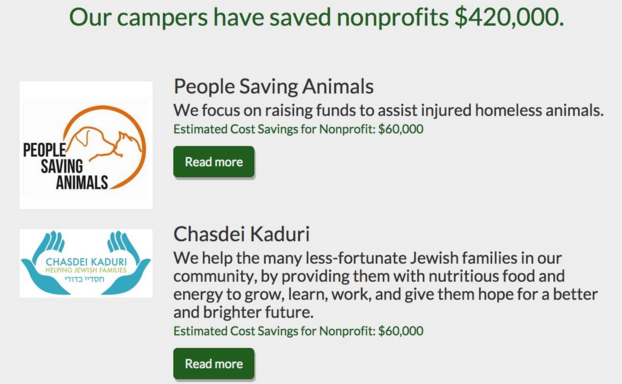 Our campers have saved nonprofits $420,000.
People Saving Animals
We focus on raising funds to assist injured homeless animals.
Estimated Cost Savings for Nonprofit: $60,000
Read more
PEOPLE
SAVING
ANIMALS
Chasdei Kaduri
We help the many less-fortunate Jewish families in our
community, by providing them with nutritious food and
energy to grow, learn, work, and give them hope for a better
and brighter future.
Estimated Cost Savings for Nonprofit: $60,000
Read more
CHASDEI KADURI
HELPING JEWISH FAMILIES
חסדיי כדורי